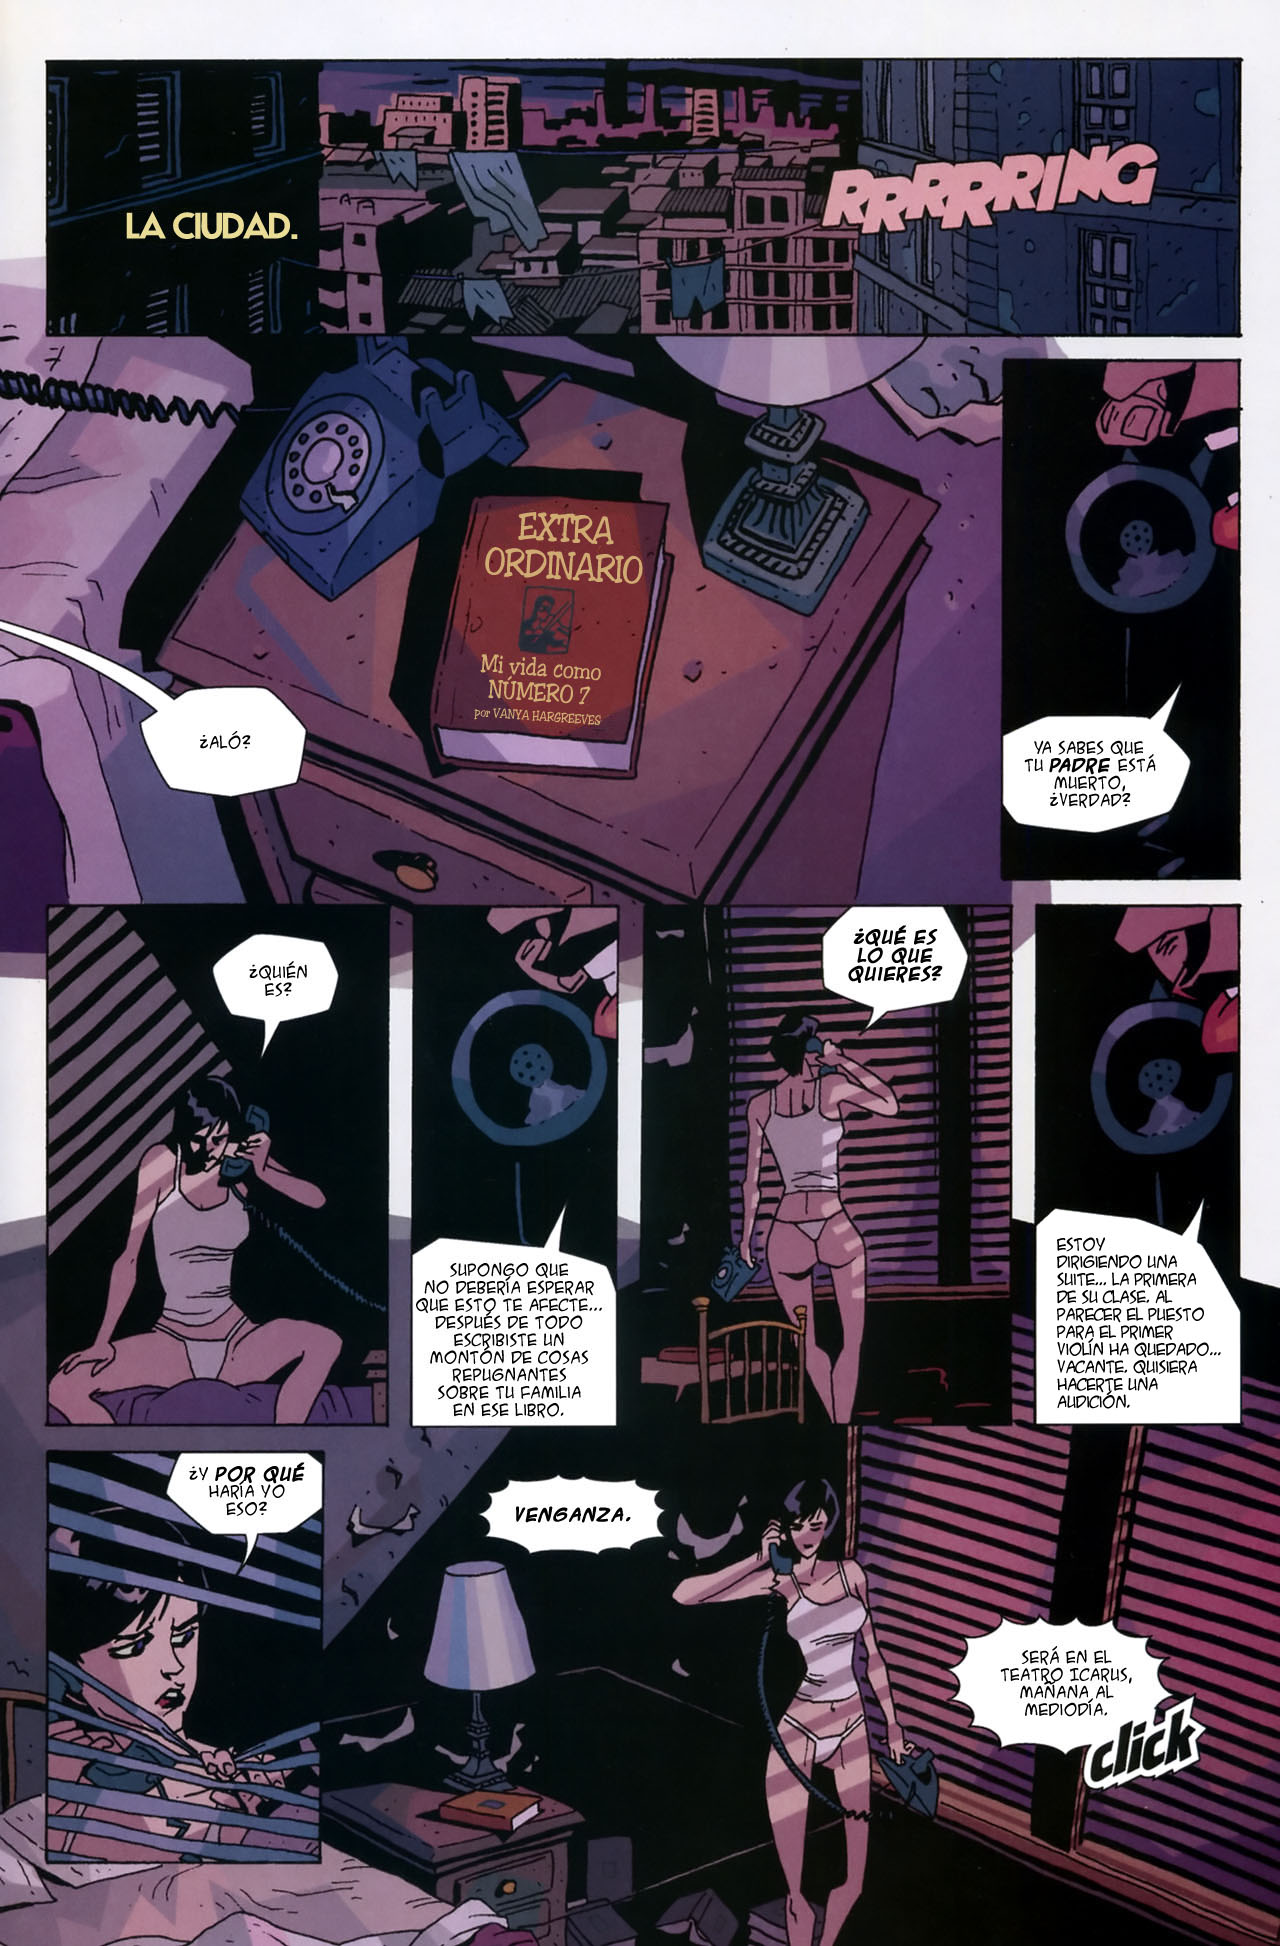 LA CIUDAD.
RRRRRRING
EXTRA
ORDINARIO
Mi vida como
NÚMERO 7
por VANYA HARGREEVES
¿ALÓ?
YA SABES QUE
TU PADRE ESTÁ
MUERTO,
¿VERDAD?
¿QUIÉN
ES?
SUPONGO QUE
NO DEBERÍA ESPERAR
QUE ESTO TE AFECTE...
DESPUÉS DE TODO
ESCRIBISTE UN
MONTÓN DE COSAS
REPUGNANTES
SOBRE TU FAMILIA
EN ESE LIBRO.
¿QUÉ ES
LO QUE
QUIERES?
ESTOY
DIRIGIENDO UNA
SUITE... LA PRIMERA
DE SU CLASE. AL
PARECER EL PUESTO
PARA EL PRIMER
VIOLÍN HA QUEDADO...
VACANTE. QUISIERA
HACERTE UNA
AUDICIÓN.
¿Y POR QUÉ
HARÍA YO
ESO?
VENGANZA.
SERÁ EN EL
TEATRO ICARUS,
MAÑANA AL
MEDIODÍA.
click